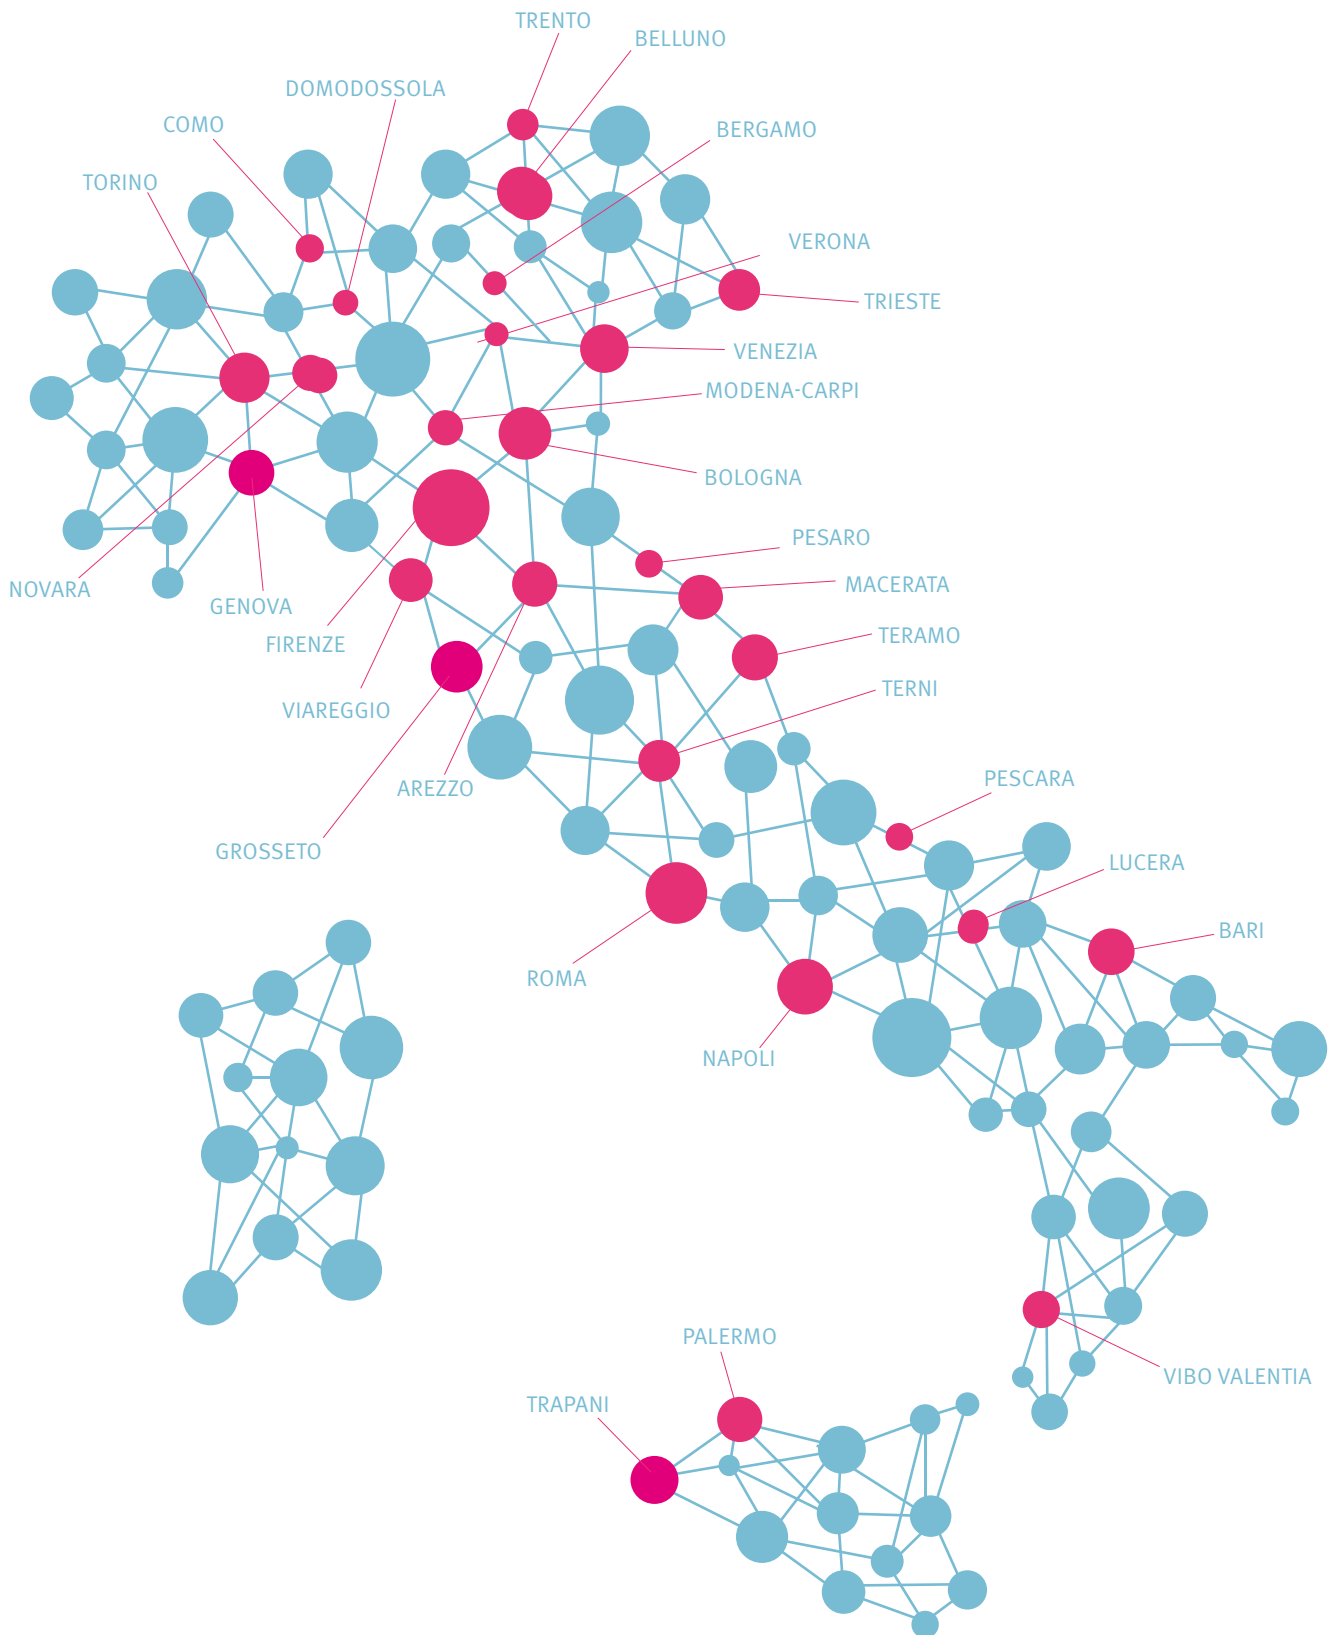 TRENTO
BELLUNO
DOMODOSSOLA
COMO
BERGAMO
TORINO
VERONA
TRIESTE
VENEZIA
MODENA-CARPI
BOLOGNA
PESARO
MACERATA
NOVARA
GENOVA
TERAMO
FIRENZE
TERNI
VIAREGGIO
PESCARA
AREZZO
GROSSETO
LUCERA
BARI
ROMA
NAPOLI
PALERMO
VIBO VALENTIA
TRAPANI